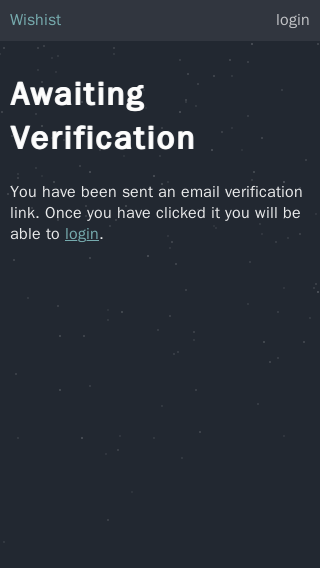 Wishist
login
Awaiting
Verification
You have been sent an email verification
link. Once you have clicked it you will be
able to login.